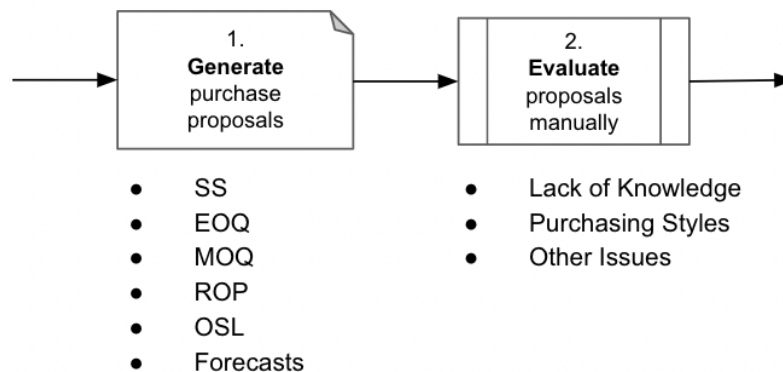 1.
Generate
purchase
proposals
2.
Evaluate
proposals
manually
● SS
● EOQ
● MOQ
● ROP
● OSL
● Forecasts
● Lack of Knowledge
● Purchasing Styles
● Other Issues